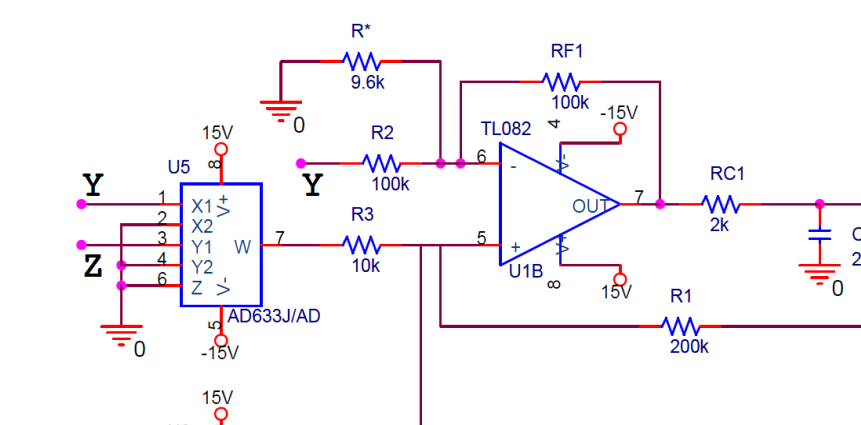 R*
9.6k
0
RF1
100k
TL082
4
-15V
15V
8
U5
R2
Y
100k
6
-
V-
OUT
7
RC1
2k
Y
1
X1
V+
2
X2
3
Y1
W
7
Z
4
Y2
6
Z
V-
R3
10k
5
+
V+
U1B
8
15V
C
2
0
AD633J/AD
5
-15V
0
R1
200k
15V